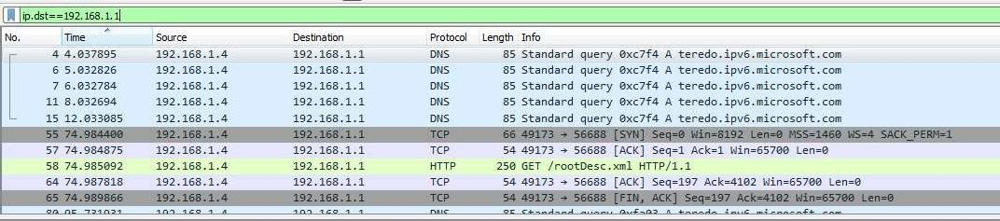 ip.dst==192.168.1.1
No. Time Source Destination Protocol Length Info
4 4.037895 192.168.1.4 192.168.1.1 DNS 85 Standard query 0xc7f4 A teredo.ipv6.microsoft.com
6 5.032826 192.168.1.4 192.168.1.1 DNS 85 Standard query 0xc7f4 A teredo.ipv6.microsoft.com
7 6.032784 192.168.1.4 192.168.1.1 DNS 85 Standard query 0xc7f4 A teredo.ipv6.microsoft.com
11 8.032694 192.168.1.4 192.168.1.1 DNS 85 Standard query 0xc7f4 A teredo.ipv6.microsoft.com
15 12.033085 192.168.1.4 192.168.1.1 DNS 85 Standard query 0xc7f4 A teredo.ipv6.microsoft.com
55 74.984400 192.168.1.4 192.168.1.1 TCP 66 49173 → 56688 [SYN] Seq=0 Win=8192 Len=0 MSS=1460 WS=4 SACK_PERM=1
57 74.984875 192.168.1.4 192.168.1.1 TCP 54 49173 → 56688 [ACK] Seq=1 Ack=1 Win=65700 Len=0
58 74.985092 192.168.1.4 192.168.1.1 HTTP 250 GET /rootDesc.xml HTTP/1.1
64 74.987818 192.168.1.4 192.168.1.1 TCP 54 49173 → 56688 [ACK] Seq=197 Ack=4102 Win=65700 Len=0
65 74.989866 192.168.1.4 192.168.1.1 TCP 54 49173 → 56688 [FIN, ACK] Seq=197 Ack=4102 Win=65700 Len=0
192.168.1.4 192.168.1.1 DNS 85 Standard query A teredo.ipv6.microsoft.com